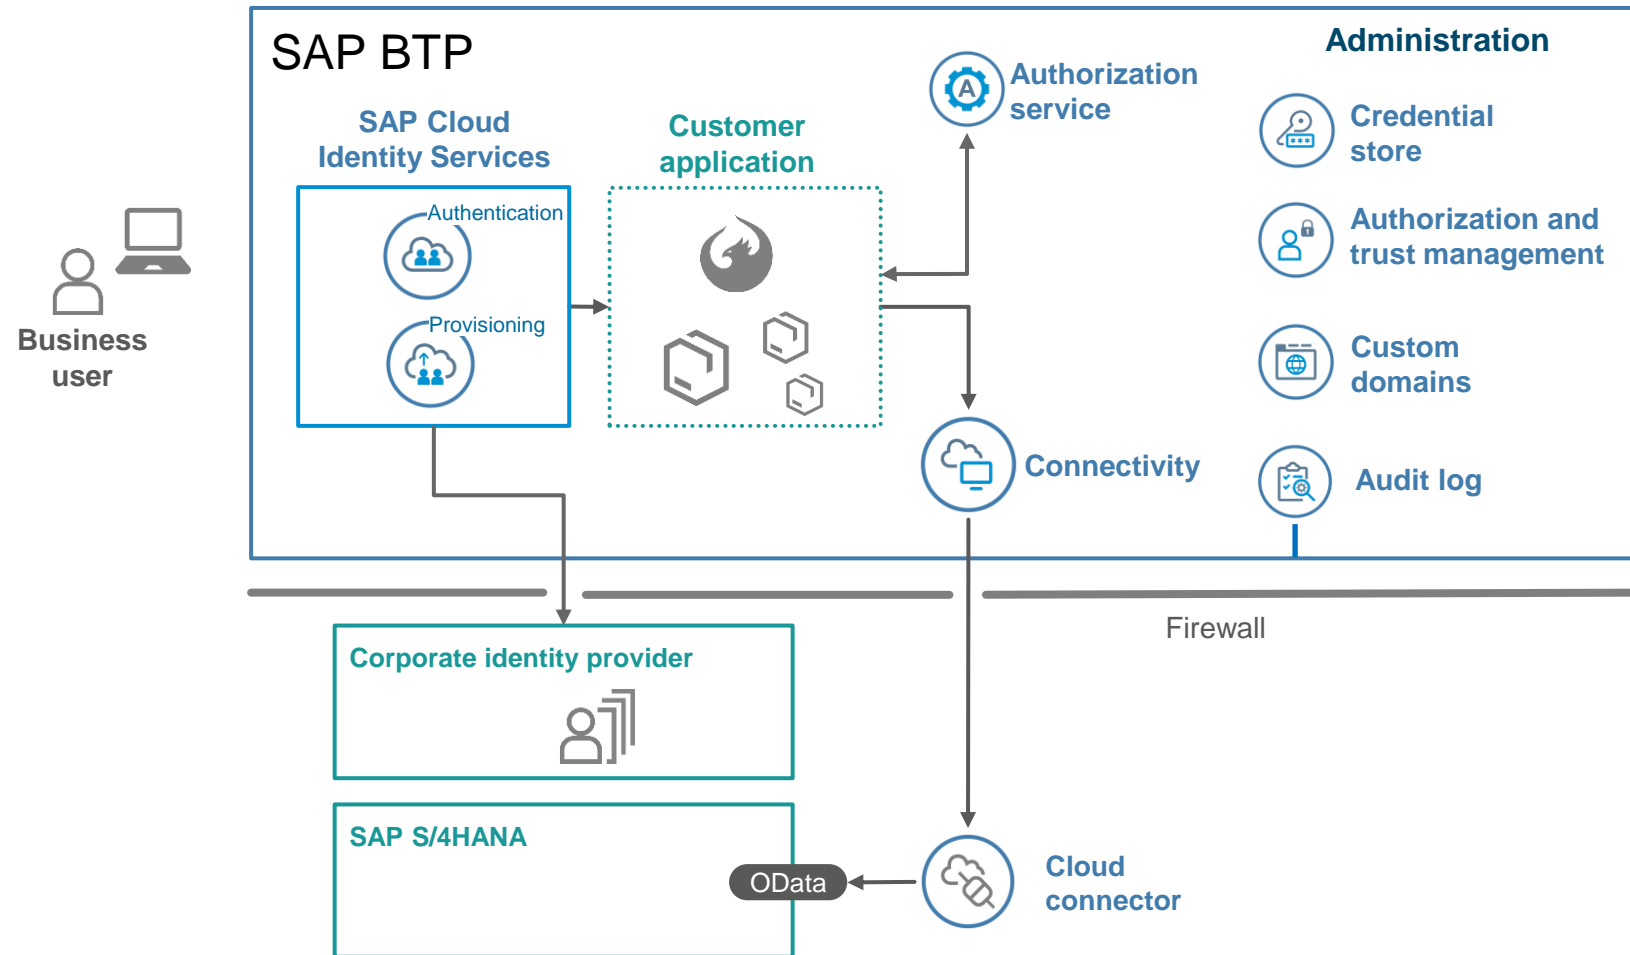 SAP BTP
Administration
SAP Cloud
Identity Services
Customer
application
Authorization
service
A
Credential
store
***
Authentication
Authorization and
trust management
Provisioning
Business
user
Custom
domains
Connectivity
Audit log
Firewall
Corporate identity provider
SAP S/4HANA
OData
Cloud
connector